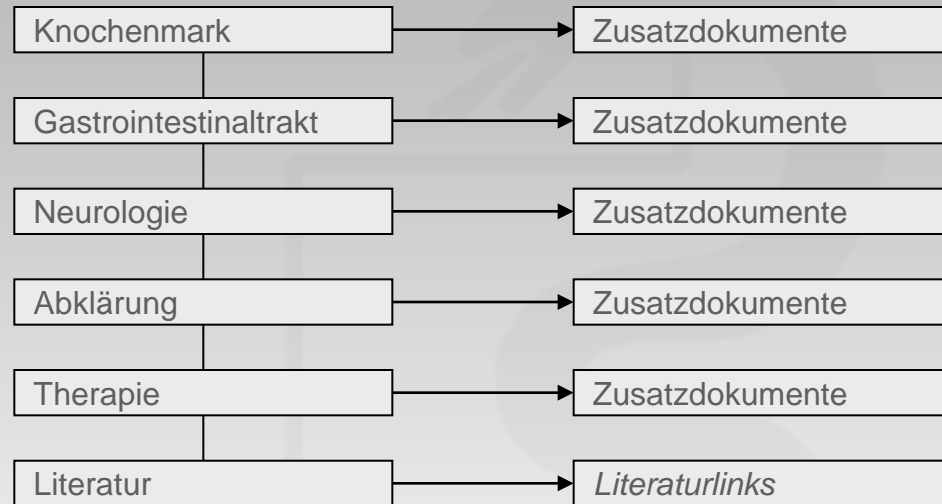 Knochenmark Zusatzdokumente
Gastrointestinaltrakt Zusatzdokumente
Neurologie Zusatzdokumente
Abklärung Zusatzdokumente
Therapie Zusatzdokumente
Literatur Literaturlinks